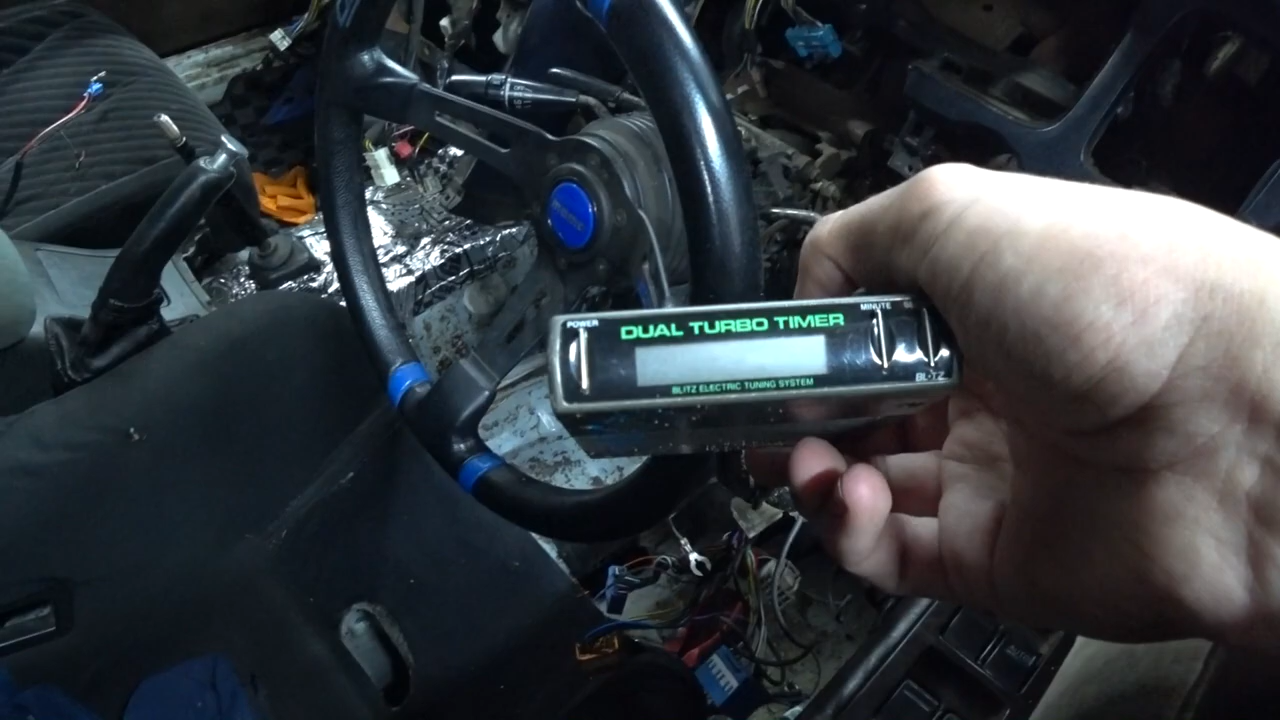 POWER
DUAL TURBO TIMER
MINUTE
BLITZ ELECTRIC TUNING SYSTEM
BLITZ